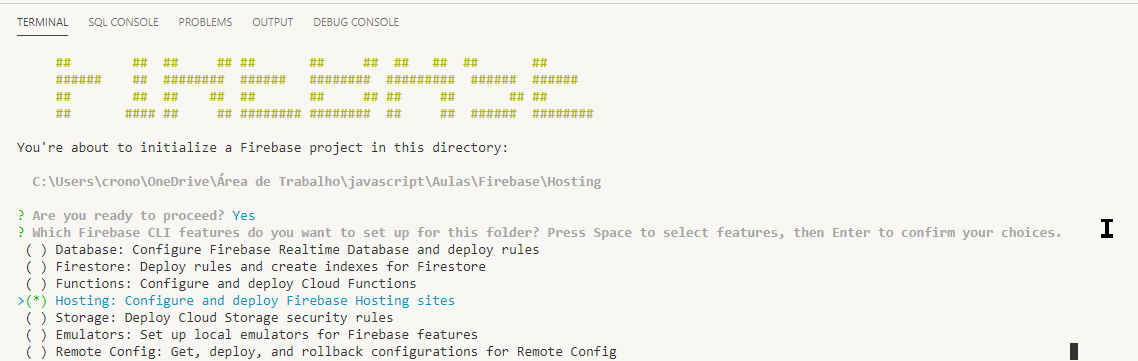 TERMINAL SQL CONSOLE PROBLEMS OUTPUT DEBUG CONSOLE
## ## ## ## ## ## ## ## ## ## ##
###### ## ######## ###### ######## ######### ###### ######
## ## ## ## ## ## ## ## ## ## ##
## #### ## ## ######## ######## ## ## ###### ########
You're about to initialize a Firebase project in this directory:
C:\Users\crono\OneDrive\Área de Trabalho\javascript\Aulas\Firebase\Hosting
? Are you ready to proceed? Yes
? Which Firebase CLI features do you want to set up for this folder? Press Space to select features, then Enter to confirm your choices.
( ) Database: Configure Firebase Realtime Database and deploy rules
( ) Firestore: Deploy rules and create indexes for Firestore
( ) Functions: Configure and deploy Cloud Functions
>(*) Hosting: Configure and deploy Firebase Hosting sites
( ) Storage: Deploy Cloud Storage security rules
( ) Emulators: Set up local emulators for Firebase features
( ) Remote Config: Get, deploy, and rollback configurations for Remote Config